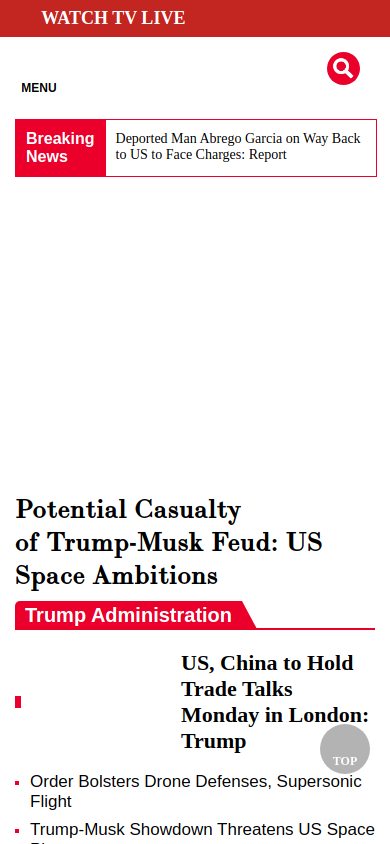 WATCH TV LIVE
MENU
Breaking
News
Deported Man Abrego Garcia on Way Back
to US to Face Charges: Report
Potential Casualty
of Trump-Musk Feud: US
Space Ambitions
Trump Administration
US, China to Hold
Trade Talks
Monday in London:
Trump
TOP
Order Bolsters Drone Defenses, Supersonic
Flight
Trump-Musk Showdown Threatens US Space